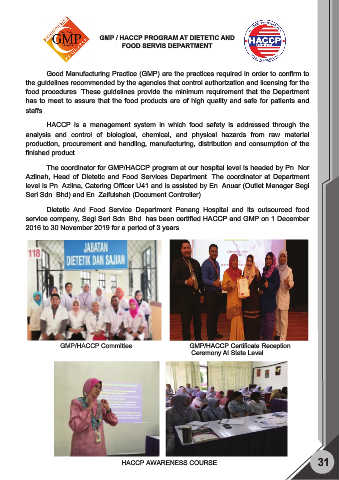 GMP
HACCP
GMP / HACCP PROGRAM AT DIETETIC AND
FOOD SERVIS DEPARTMENT
Good Manufacturing Practice (GMP) are the practices required in order to confirm to
the guidelines recommended by the agencies that control authorization and licensing for the
food procedures These guidelines provide the minimum requirement that the Department
has to meet to assure that the food products are of high quality and safe for patients and
staffs
HACCP is a management system in which food safety is addressed through the
analysis and control of biological, chemical, and physical hazards from raw material
production, procurement and handling, manufacturing, distribution and consumption of the
finished product
The coordinator for GMP/HACCP program at our hospital level is headed by Pn Nor
Azlinah, Head of Dietetic and Food Services Department The coordinator at Department
level is Pn Azlina, Catering Officer U41 and is assisted by En Anuar (Outlet Manager Segi
Seri Sdn Bhd) and En Zaifulshah (Document Controller)
Dietetic And Food Service Department Penang Hospital and its outsourced food
service company, Segi Seri Sdn Bhd has been certified HACCP and GMP on 1 December
2016 to 30 November 2019 for a period of 3 years
118
JABATAN
DIETETIK DAN SAJIAN
GMP/HACCP Committee
GMP/HACCP Certificate Reception
Ceremony At State Level
HACCP AWARENESS COURSE
31